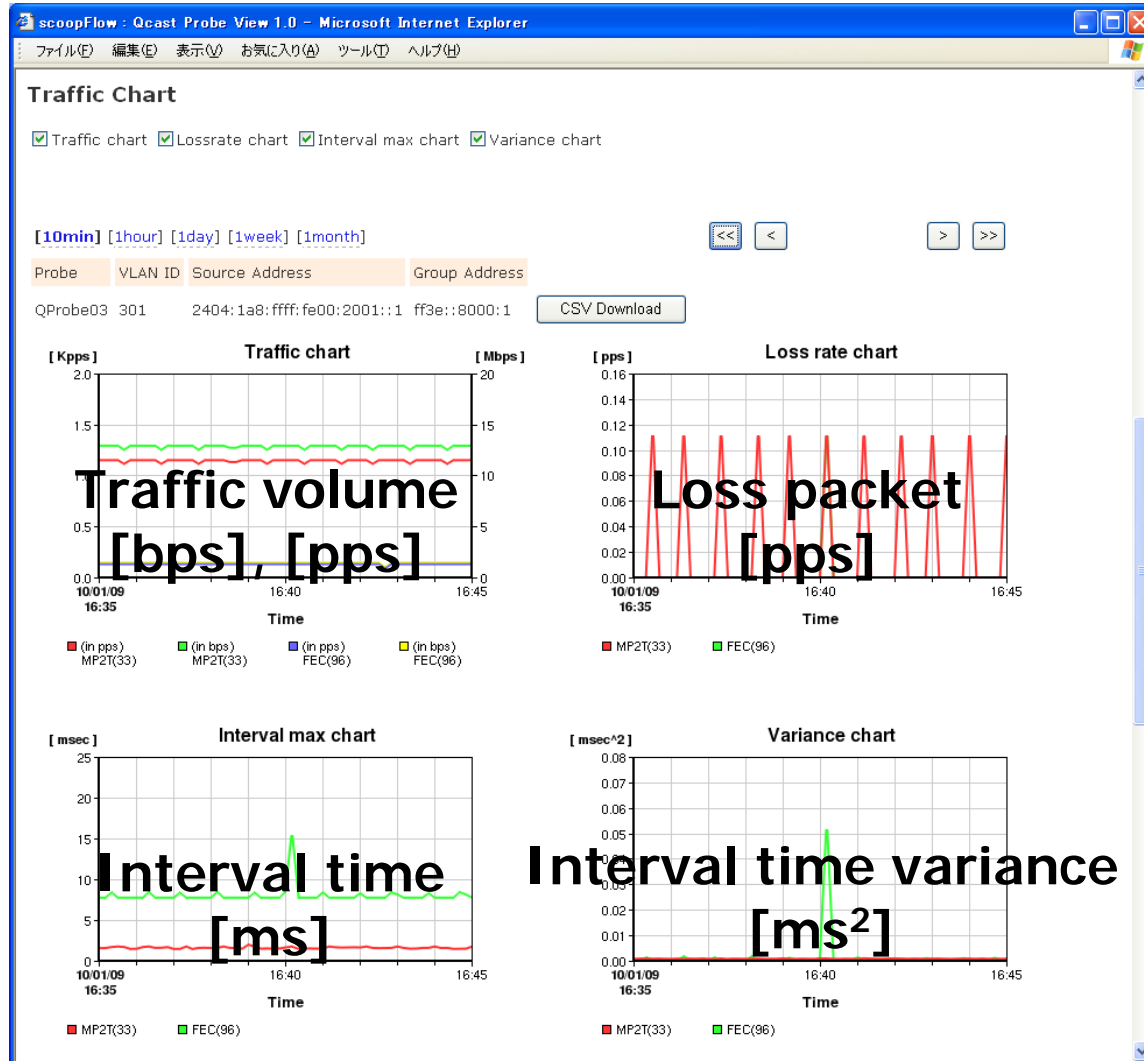 scoopFlow : Qcast Probe View 1.0 - Microsoft Internet Explorer
ファイル(F) 編集(E) 表示(V) お気に入り(A) ツール(T) ヘルプ(H)
Traffic Chart
Traffic chart Lossrate chart Interval max chart Variance chart
[10min] [1hour] [1day] [1week] [1month] << < > >>
Probe VLAN ID Source Address Group Address
QProbe03 301 2404:1a8:ffff:fe00:2001::1 ff3e::8000:1 CSV Download
[ Kpps ] Traffic chart [ Mbps ]
2.0 20
1.5 15
10
0.5 5
0.0 0
10/01/09 16:40 16:45
16:35
Time
Traffic volume
[bps], [pps]
(in pps) (in bps) (in pps) (in bps)
MP2T(33) MP2T(33) FEC(96) FEC(96)
[ pps ] Loss rate chart
0.16
0.14
0.12
0.10
0.08
0.06
0.04
0.02
0.00
10/01/09 16:40 16:45
16:35
Time
Loss packet
[pps]
MP2T(33) FEC(96)
[ msec ] Interval max chart
25
20
15
10
5
0
10/01/09 16:40 16:45
16:35
Time
Interval time
[ms]
MP2T(33) FEC(96)
[ msec^2 ] Variance chart
0.08
0.07
0.06
0.05
0.02
0.01
0.00
10/01/09 16:40 16:45
16:35
Time
Interval time variance
[ms²]
MP2T(33) FEC(96)